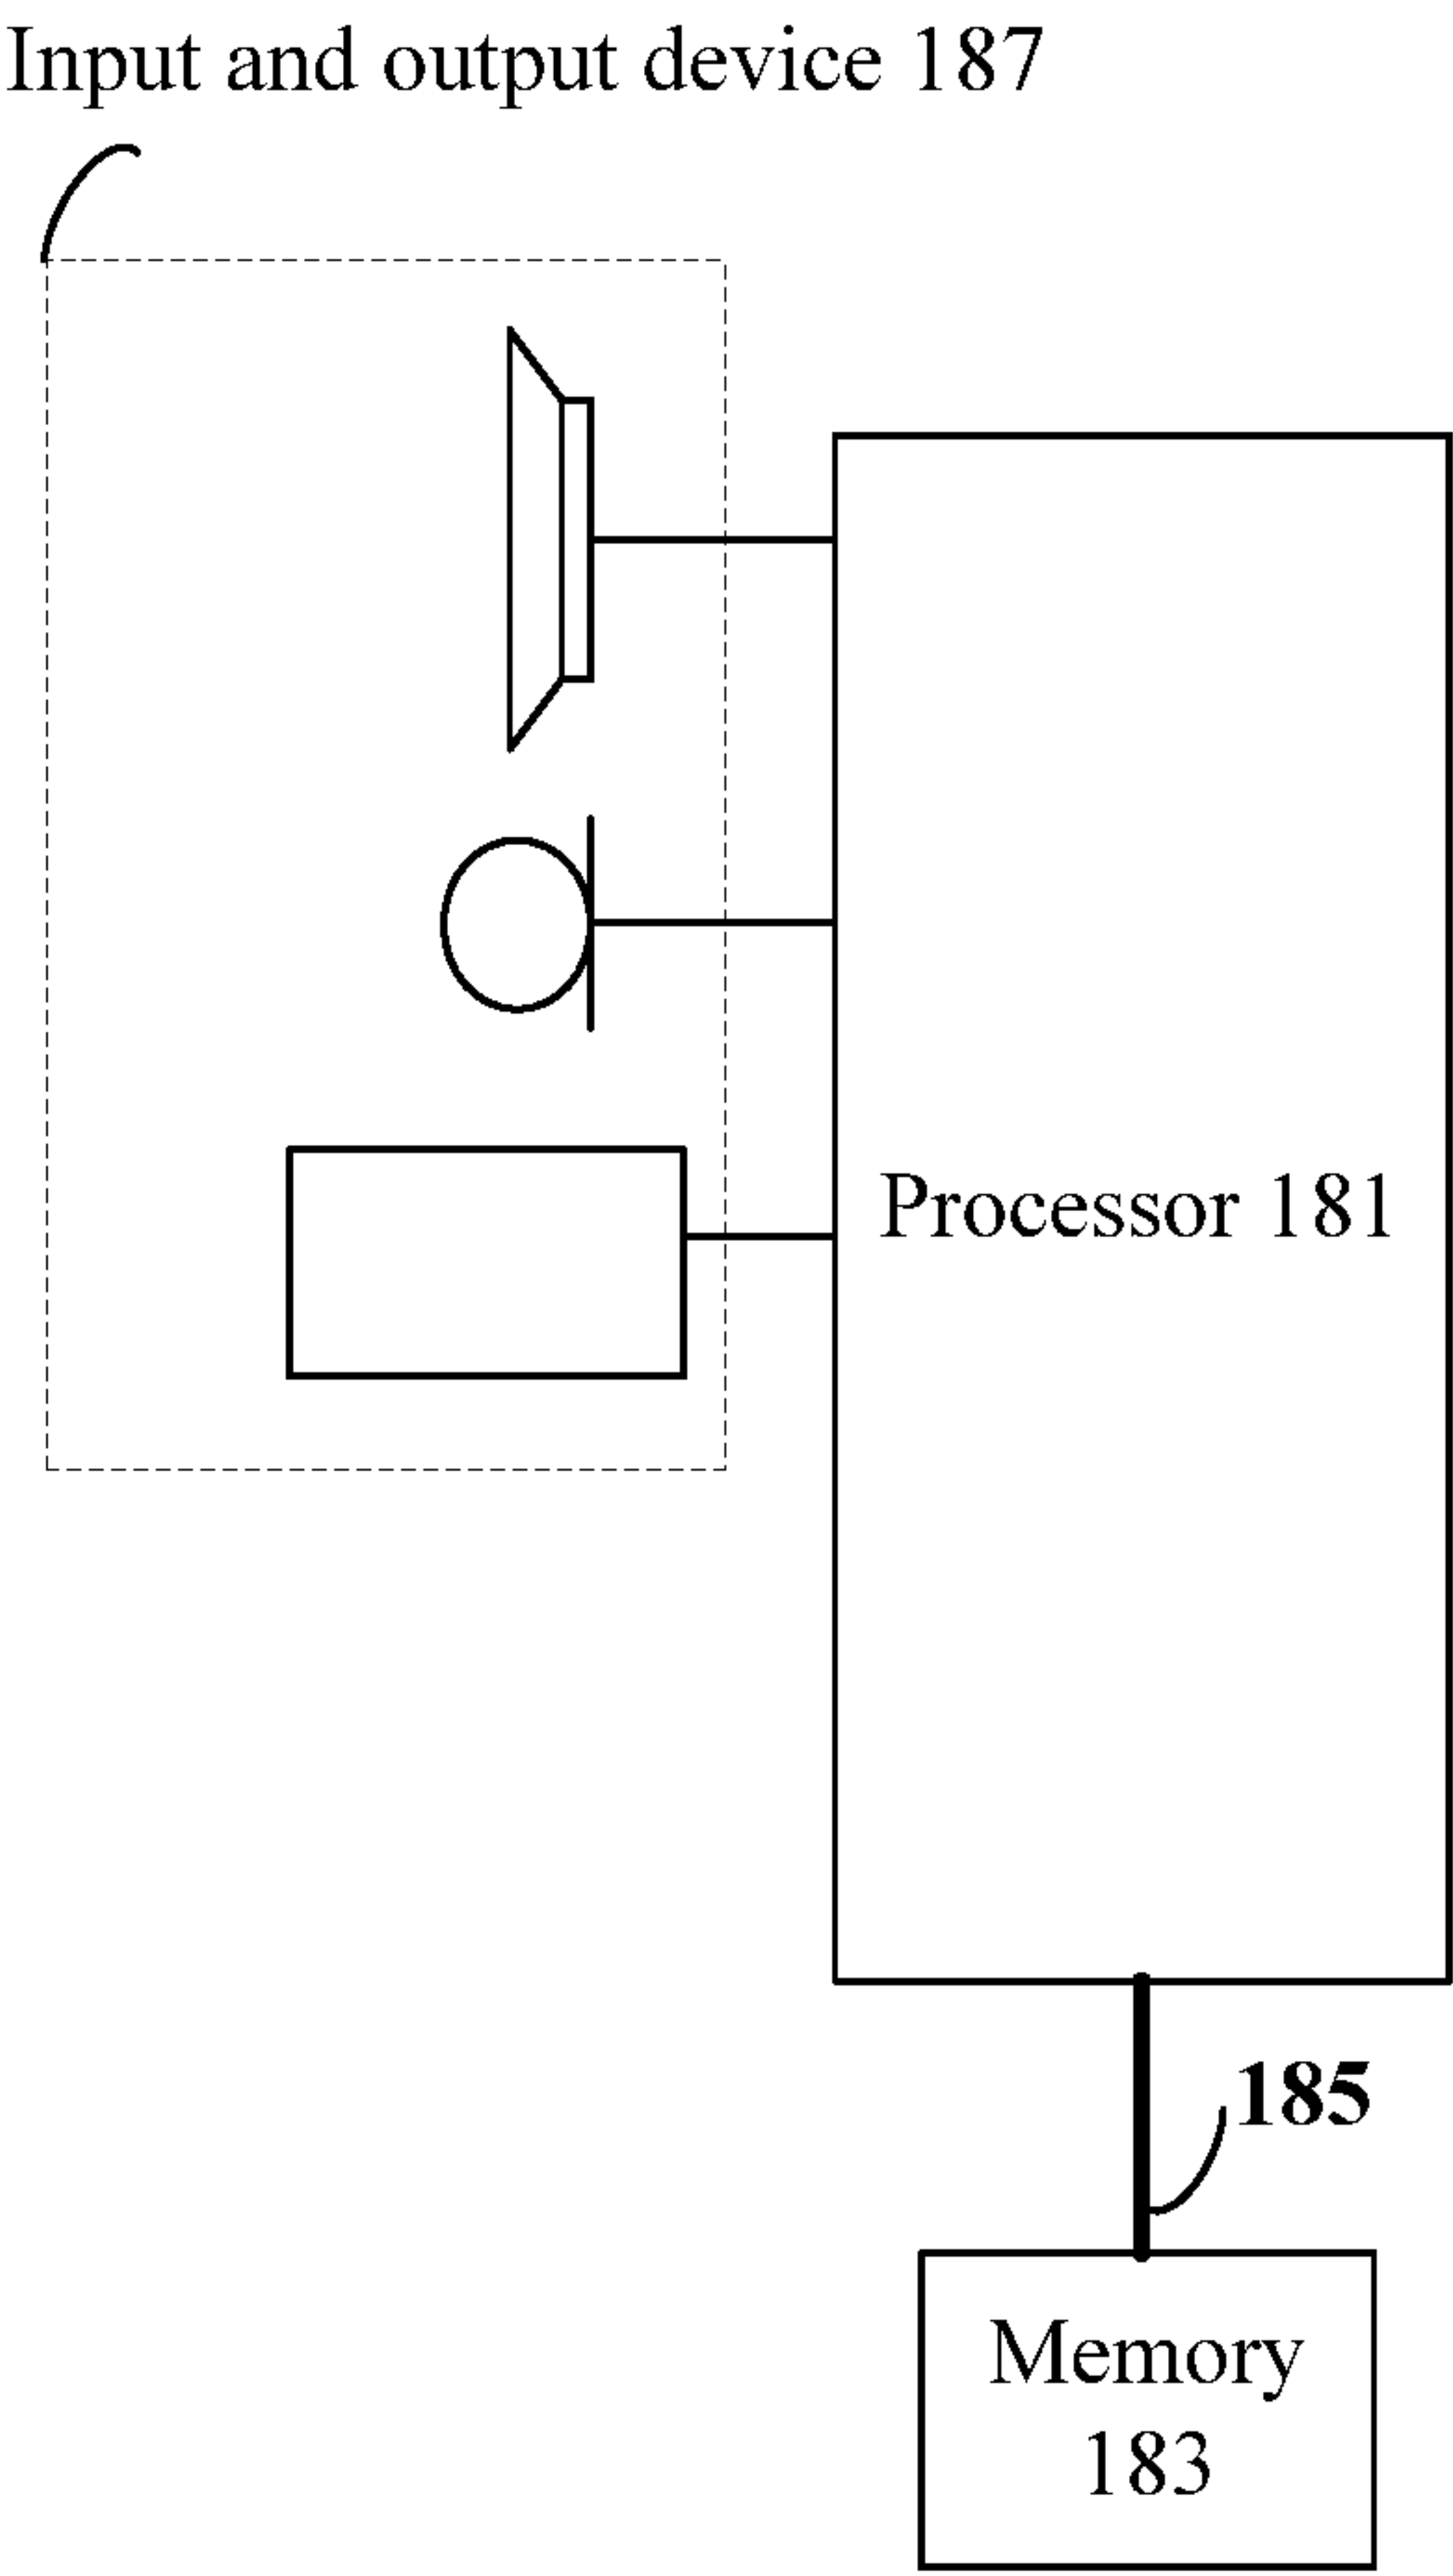 Input and output device 187
Processor 181
185
Memory
183